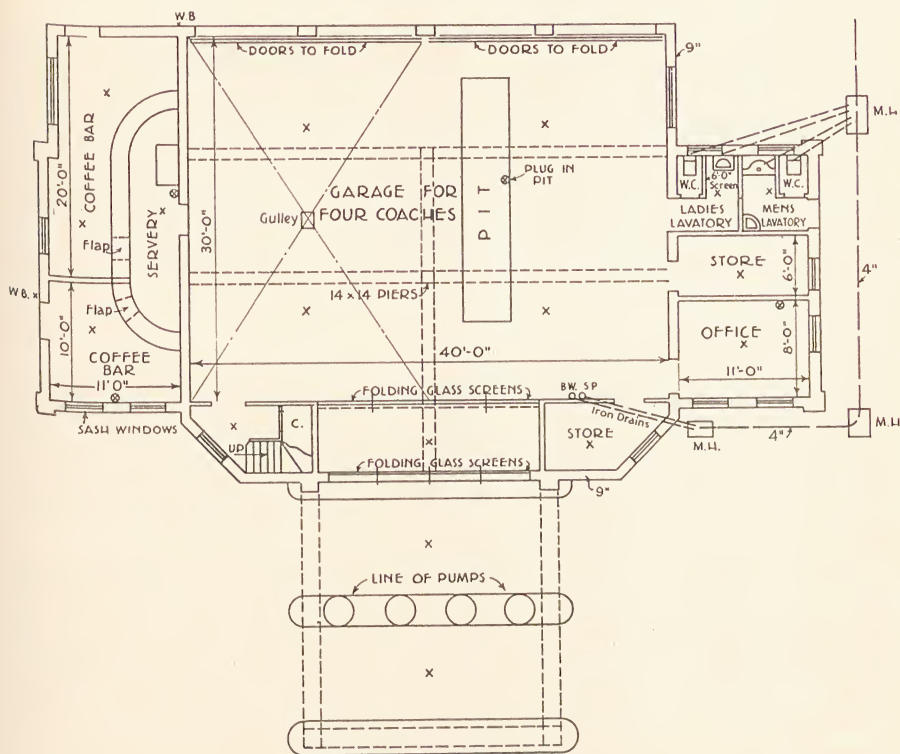 W.B
DOORS TO FOLD
DOORS TO FOLD
9"
M.H.
COFFEE BAR
20'-0"
SERVERY
Flap
Flap
30'-0"
GARAGE FOR
FOUR COACHES
Gulley
PIT
PLUG IN
PIT
W.C.
6'-0"
Screen
W.C.
LADIES
LAVATORY
MENS
LAVATORY
STORE
6'-0"
4"
W.B.
14 x 14 PIERS
10'-0"
OFFICE
8'-0"
COFFEE
BAR
11'0"
40'-0"
11'-0"
FOLDING GLASS SCREENS
B.W. S.P
Iron Drains
SASH WINDOWS
C.
UP
STORE
M.H.
4"
M.H.
FOLDING GLASS SCREENS
9"
LINE OF PUMPS